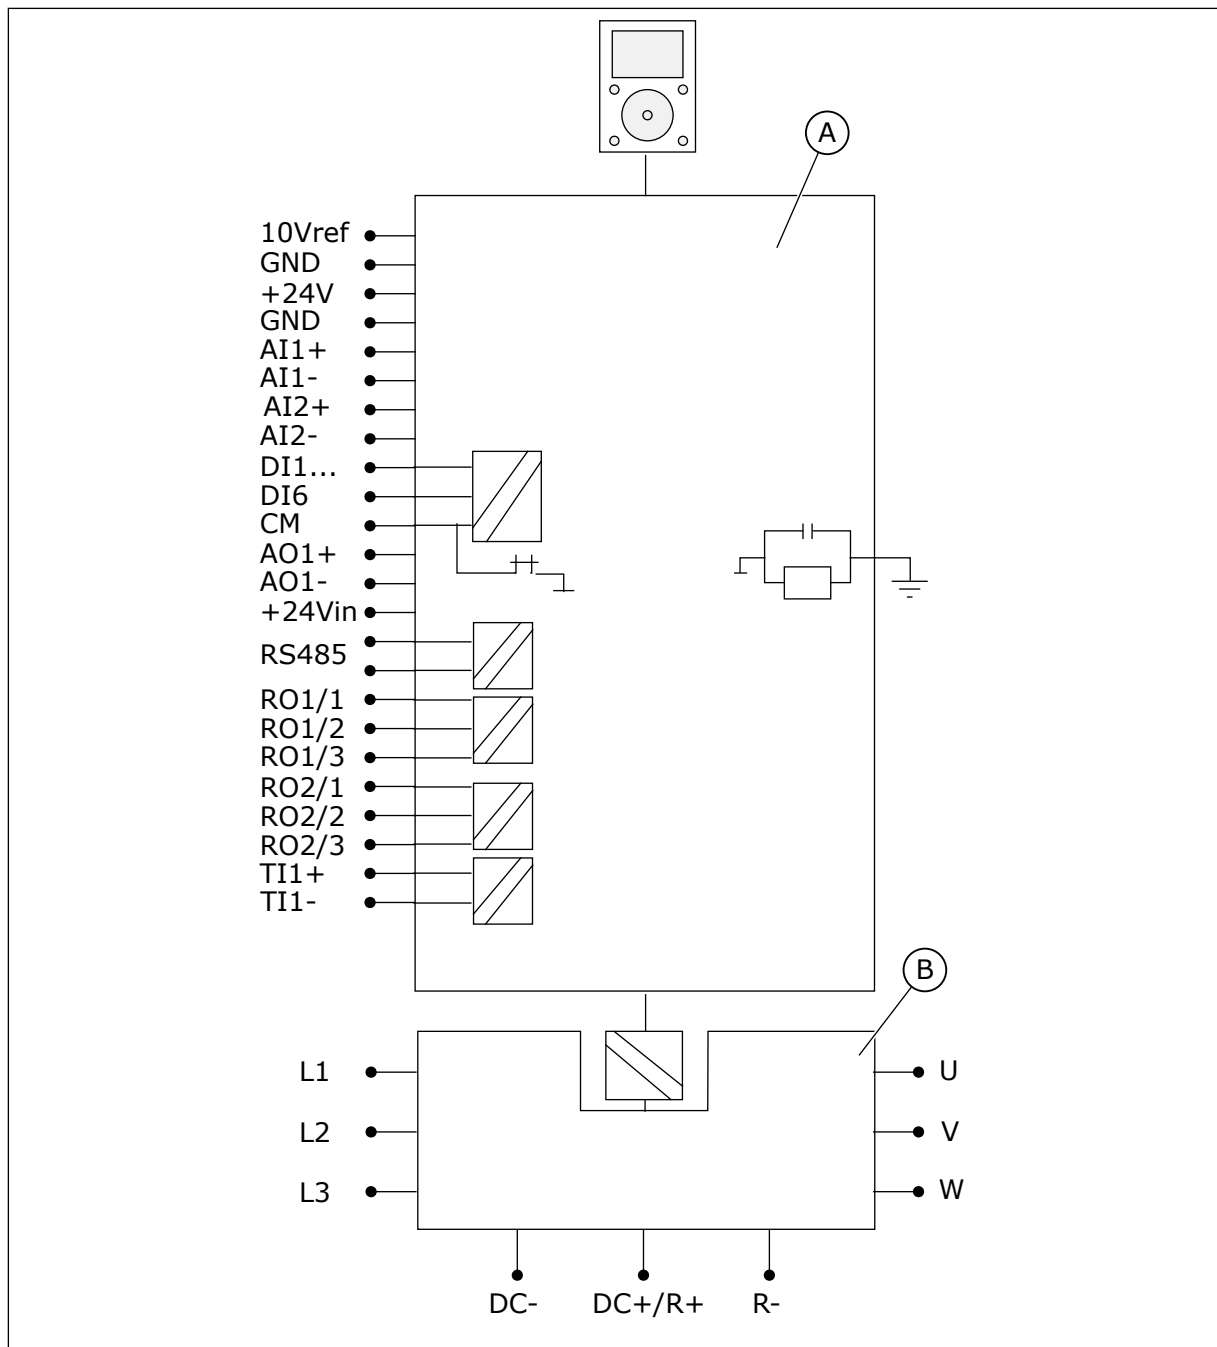 A
10Vref
GND
+24V
GND
AI1+
AI1-
AI2+
AI2-
DI1...
DI6
CM
AO1+
AO1-
+24Vin
RS485
RO1/1
RO1/2
RO1/3
RO2/1
RO2/2
RO2/3
TI1+
TI1-
B
L1
U
L2
V
L3
W
DC-
DC+/R+
R-